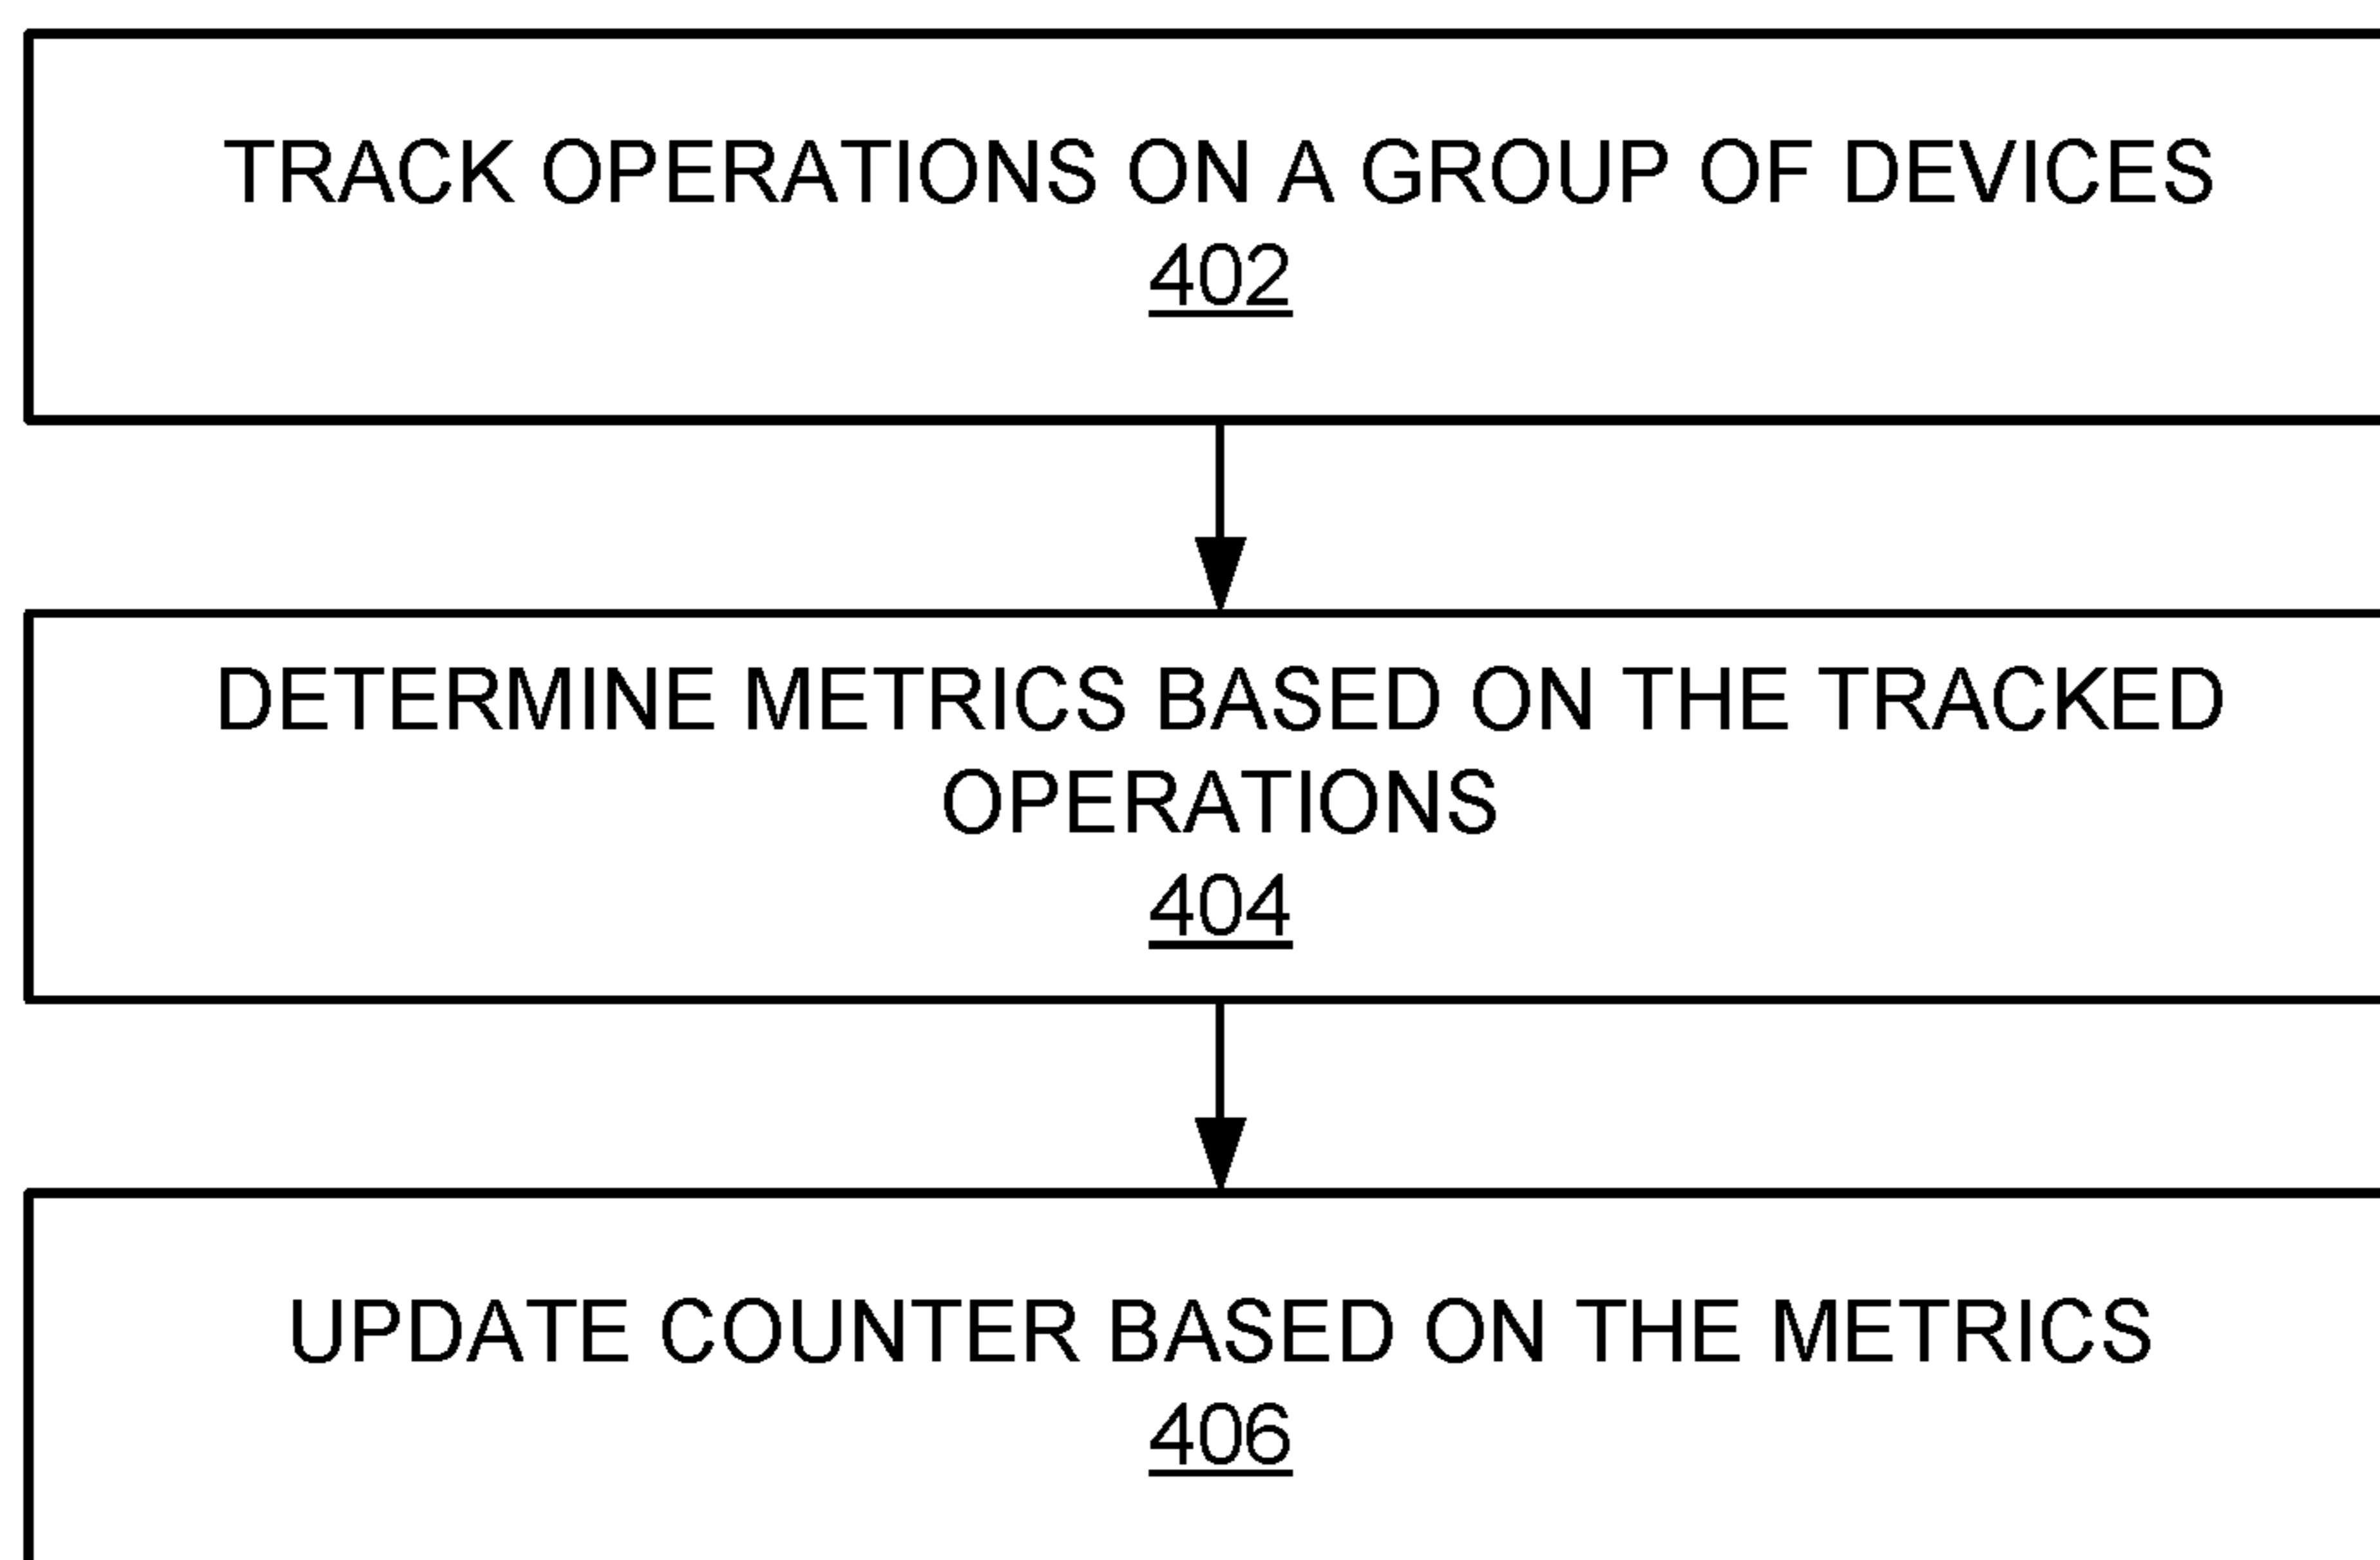 TRACK OPERATIONS ON A GROUP OF DEVICES
402
DETERMINE METRICS BASED ON THE TRACKED
OPERATIONS
404
UPDATE COUNTER BASED ON THE METRICS
406